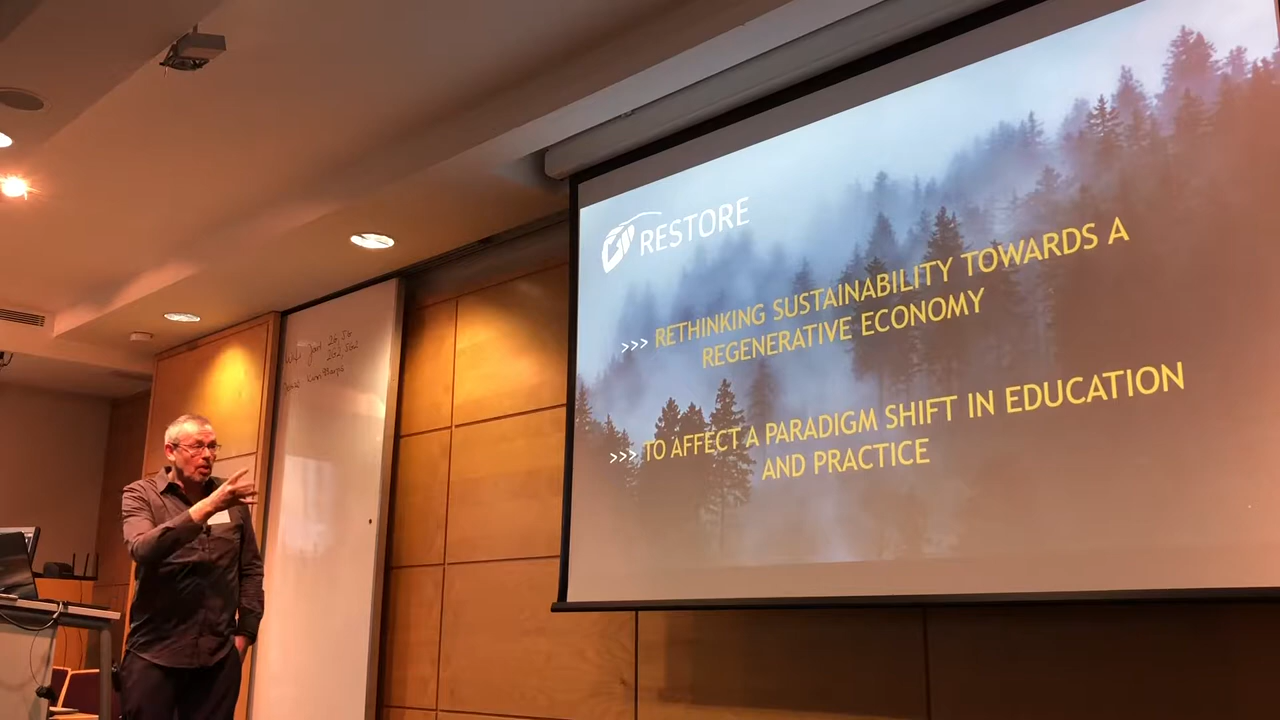 RESTORE
>>> RETHINKING SUSTAINABILITY TOWARDS A
REGENERATIVE ECONOMY
>>> TO AFFECT A PARADIGM SHIFT IN EDUCATION
AND PRACTICE